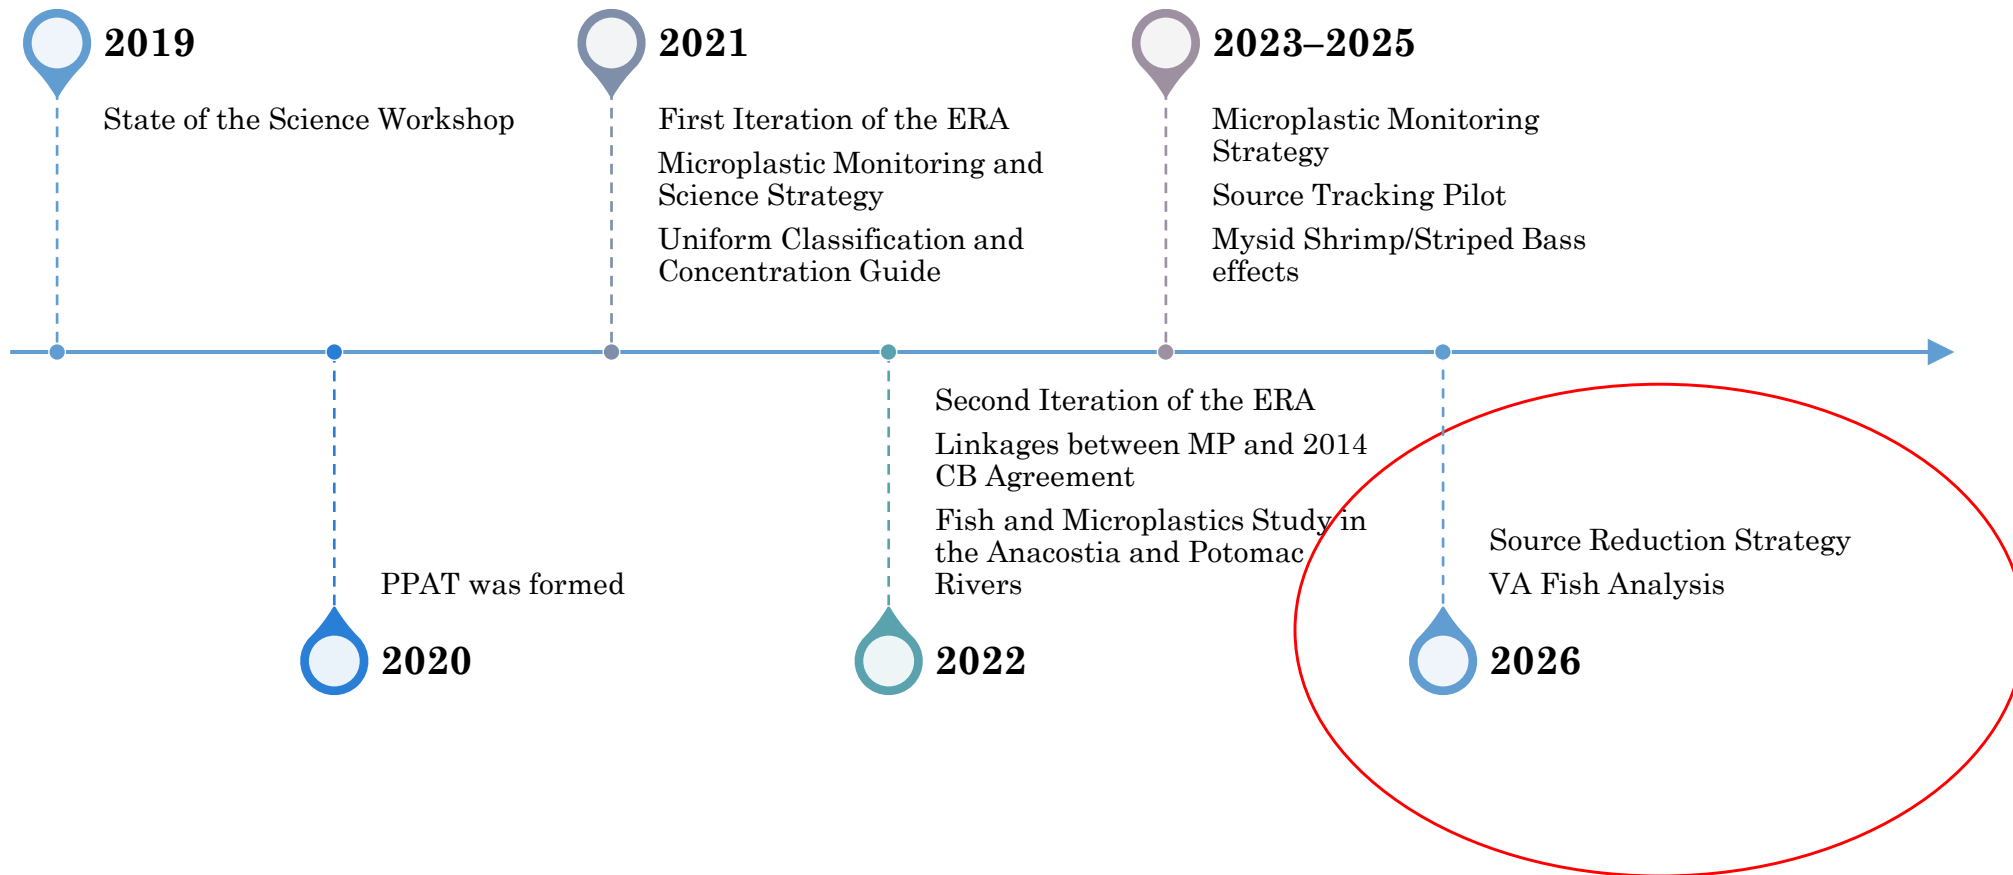 2019
State of the Science Workshop
2021
First Iteration of the ERA
Microplastic Monitoring and
Science Strategy
Uniform Classification and
Concentration Guide
2023–2025
Microplastic Monitoring
Strategy
Source Tracking Pilot
Mysid Shrimp/Striped Bass
effects
PPAT was formed
2020
Second Iteration of the ERA
Linkages between MP and 2014
CB Agreement
Fish and Microplastics Study in
the Anacostia and Potomac
Rivers
2022
Source Reduction Strategy
VA Fish Analysis
2026